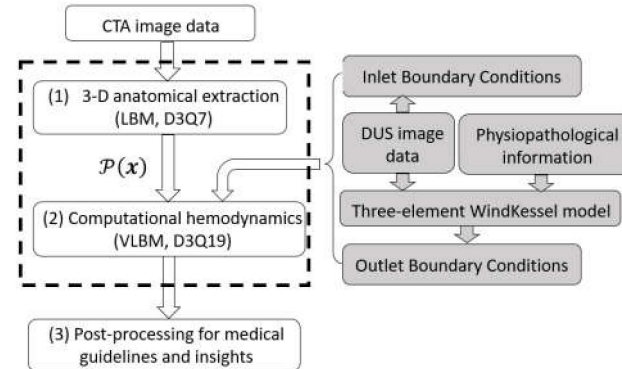 CTA image data
(1) 3-D anatomical extraction
(LBM, D3Q7)
𝒫(𝒙)
(2) Computational hemodynamics
(VLBM, D3Q19)
(3) Post-processing for medical
guidelines and insights
Inlet Boundary Conditions
DUS image
data
Physiopathological
information
Three-element WindKessel model
Outlet Boundary Conditions